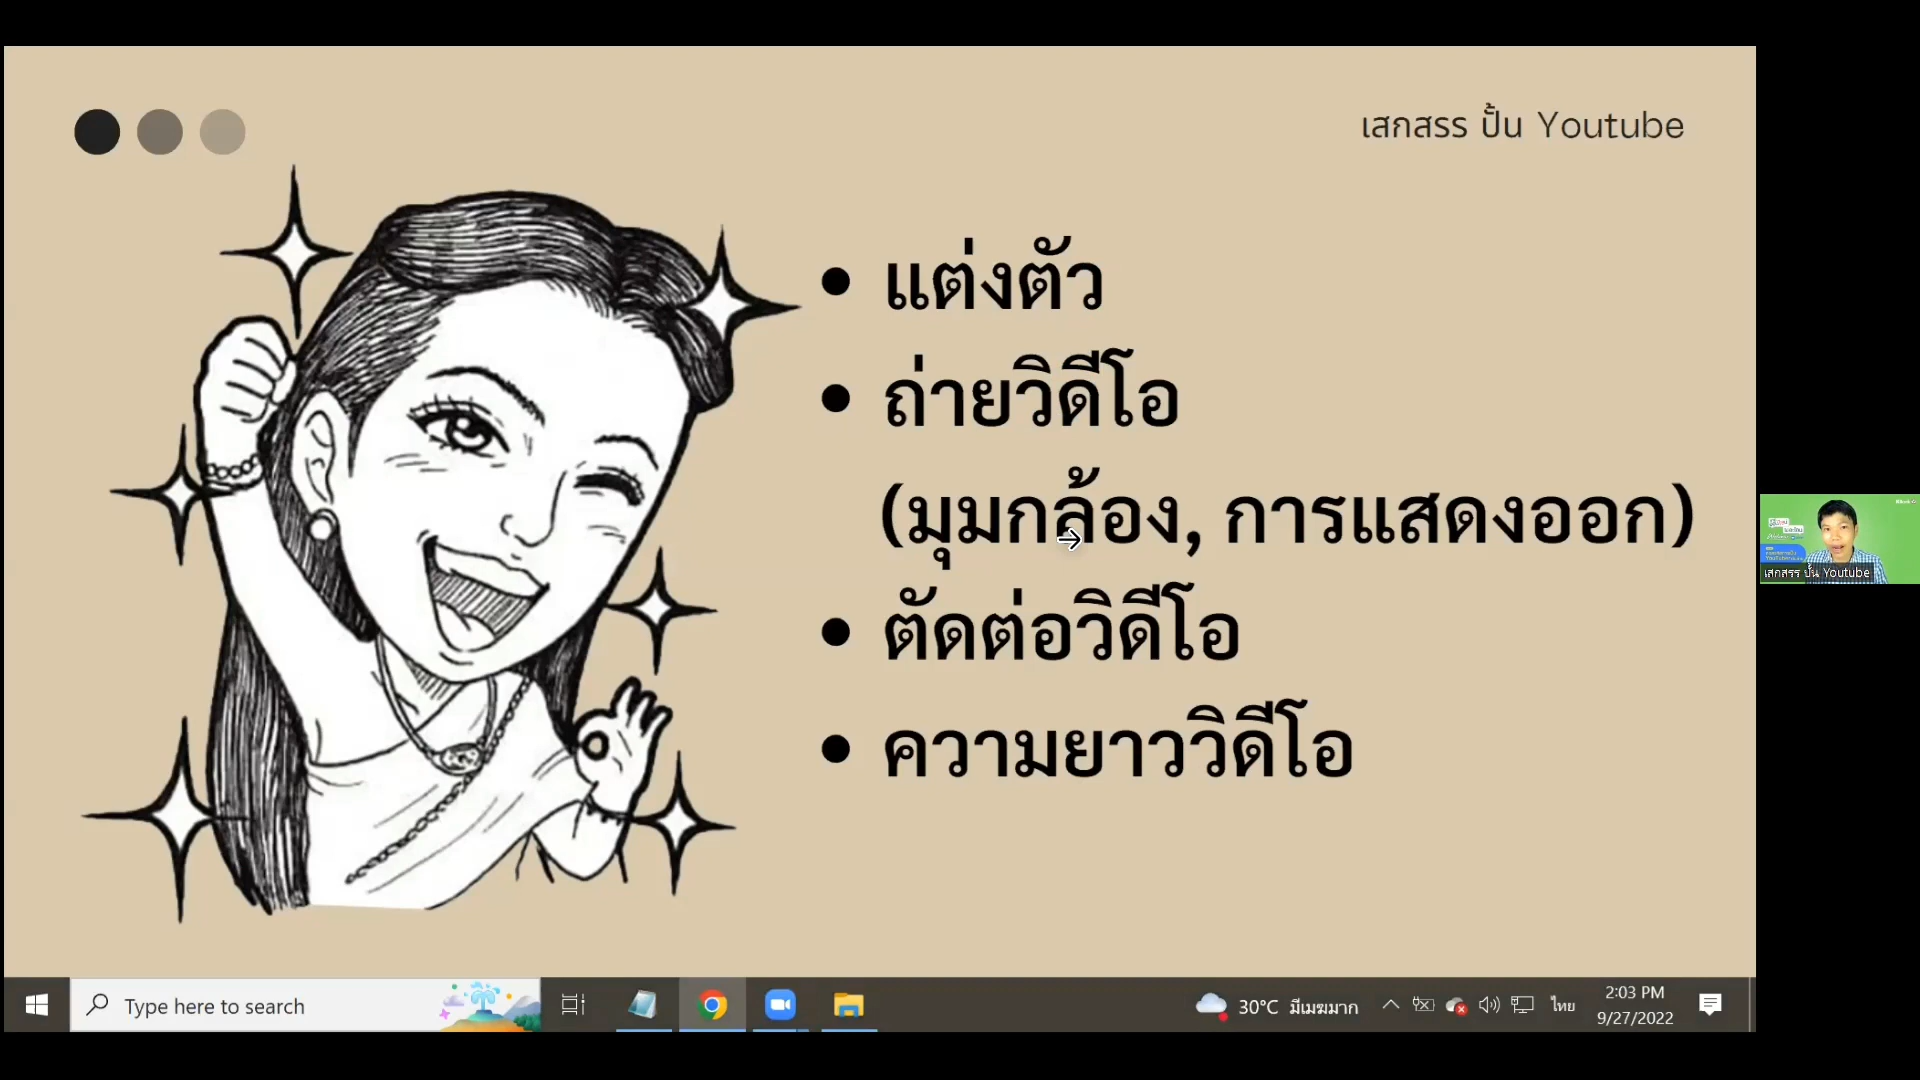 เสกสรร ปั้น Youtube
• แต่งตัว
• ถ่ายวิดีโอ
(มุมกล้อง, การแสดงออก)
• ตัดต่อวิดีโอ
• ความยาววิดีโอ
เสกสรร ปั้น Youtube
Type here to search
30°C มีเมฆมาก
ไทย
2:03 PM
9/27/2022